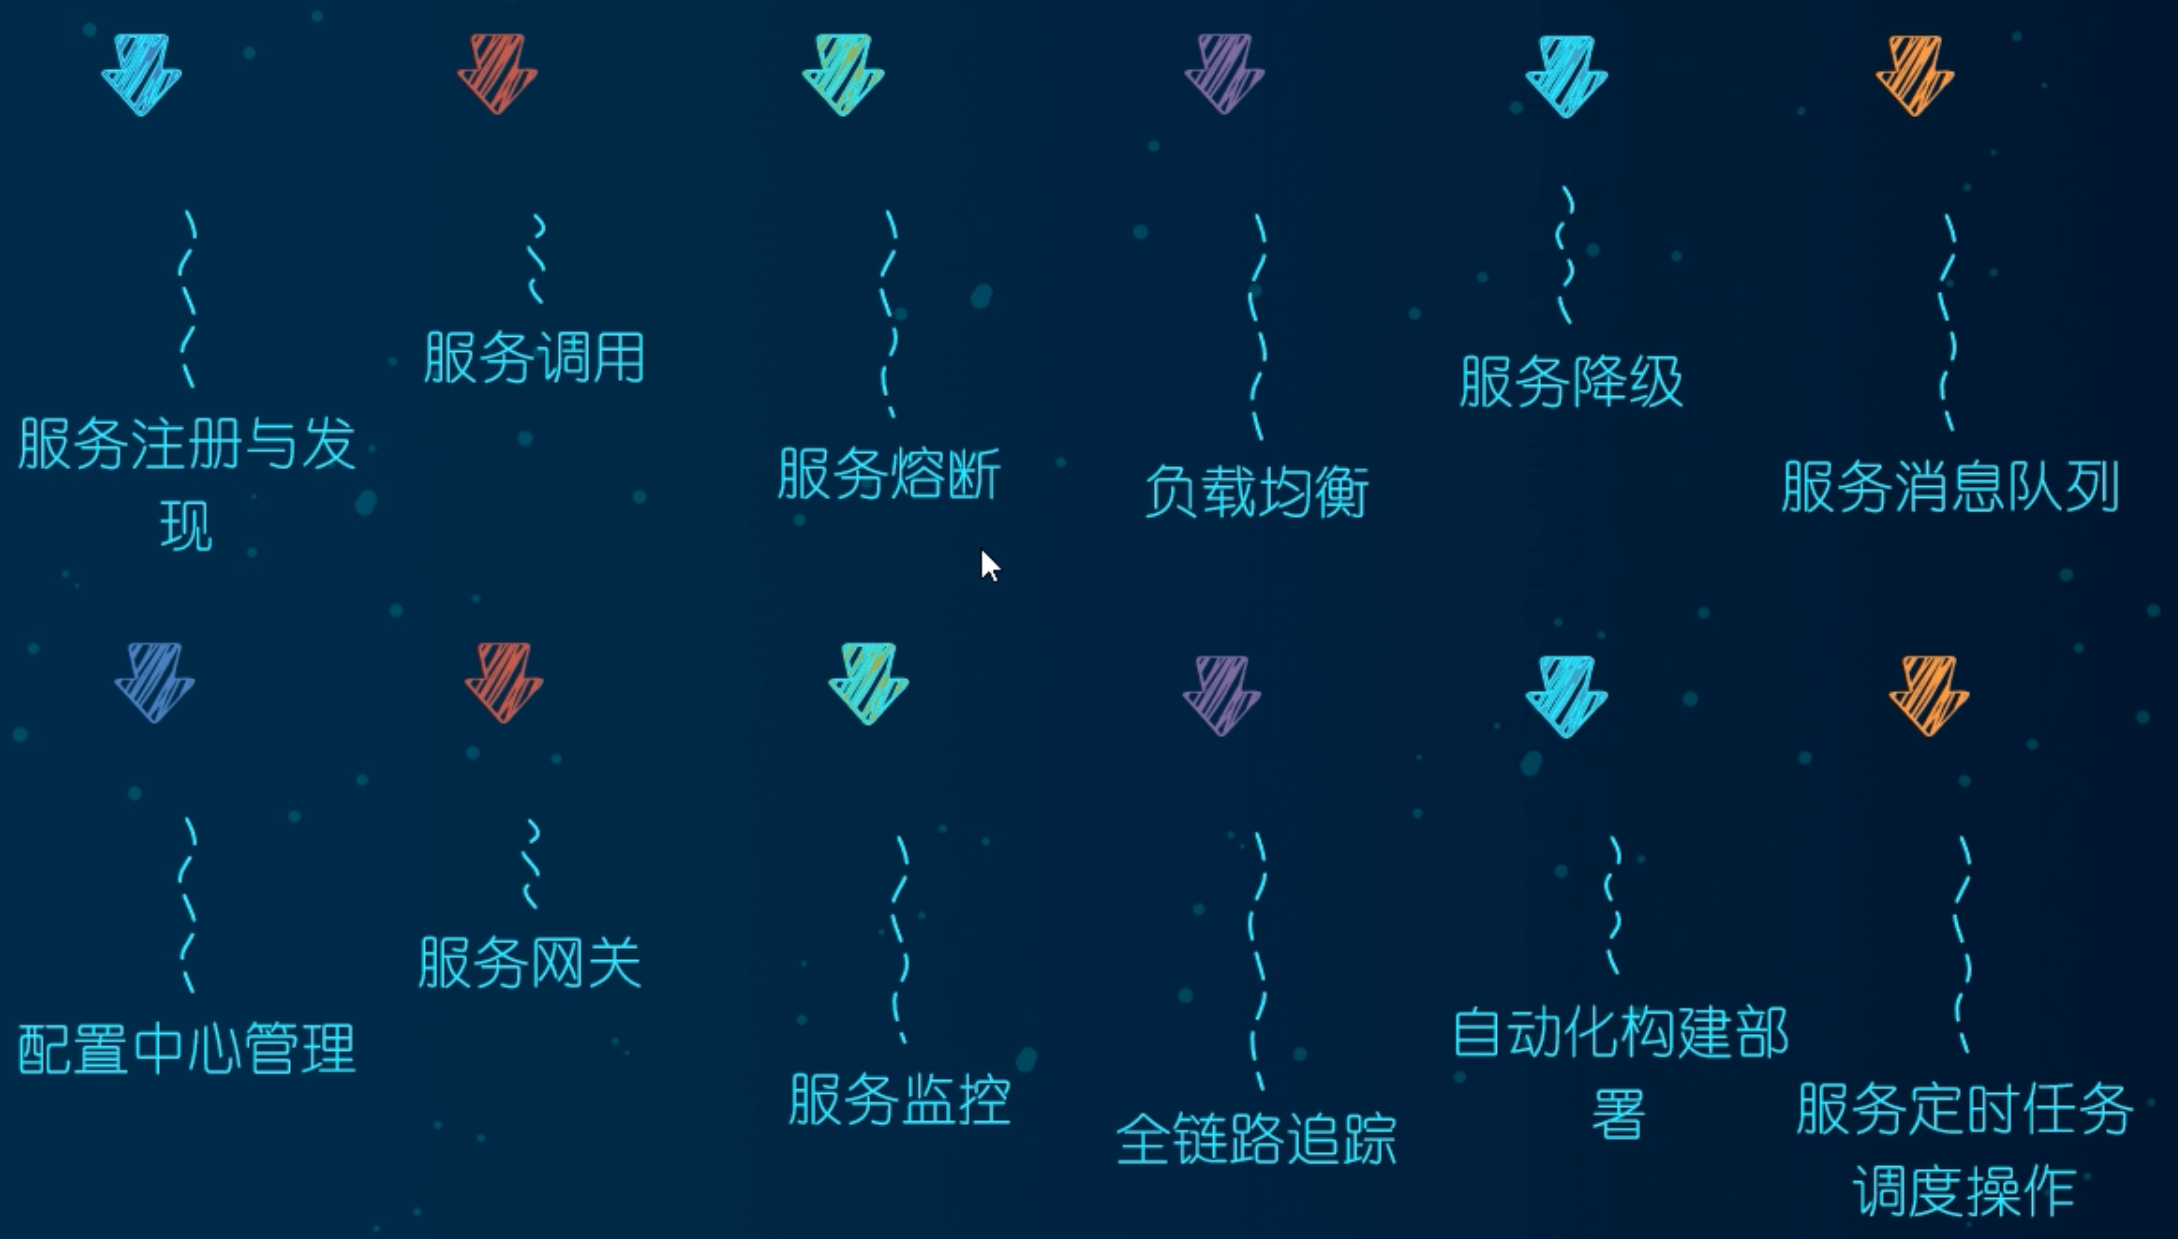 服务注册与发
现
服务调用
服务熔断
负载均衡
服务降级
服务消息队列
配置中心管理
服务网关
服务监控
全链路追踪
自动化构建部
署
服务定时任务
调度操作